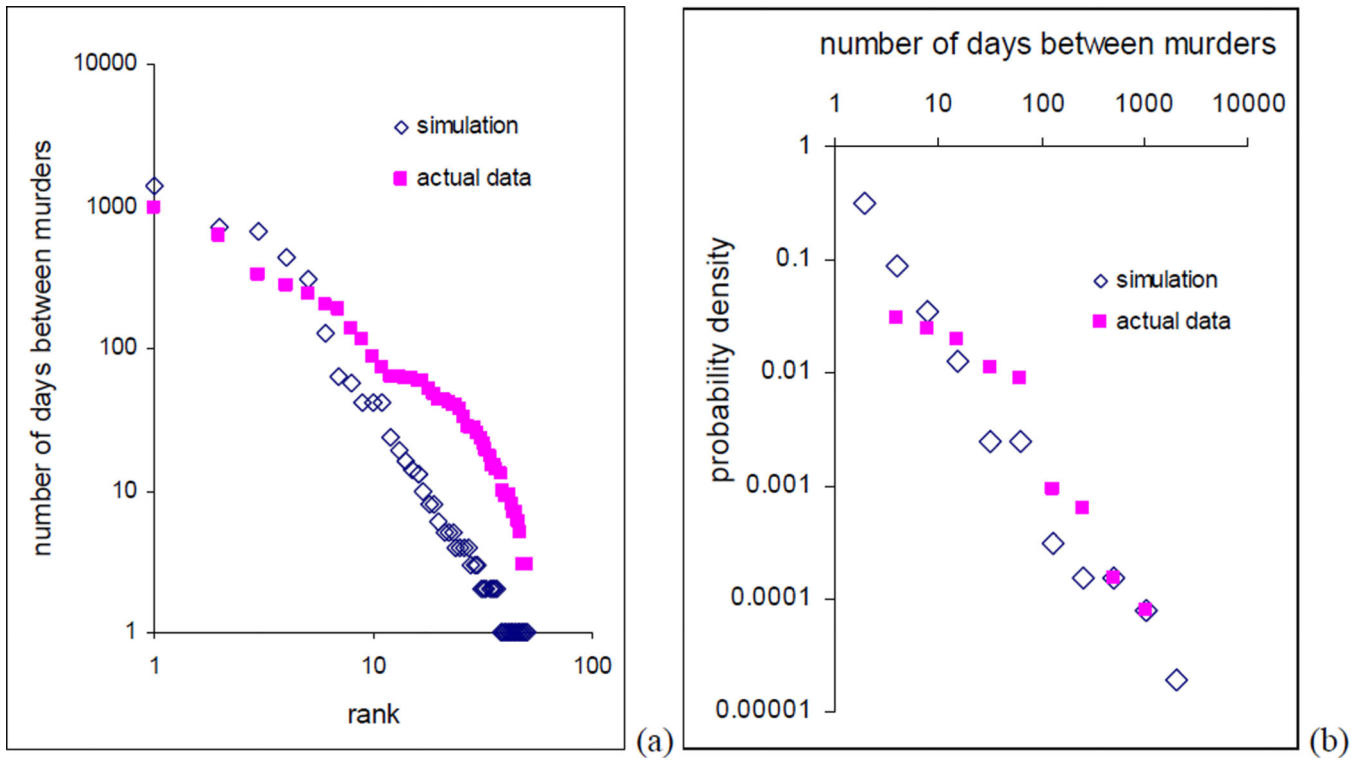 10000
1000
100
10
1
number of days between murders
simulation
actual data
1
10
100
rank
(a)
number of days between murders
1
10
100
1000
10000
1
0.1
0.01
0.001
0.0001
0.00001
probability density
simulation
actual data
(b)